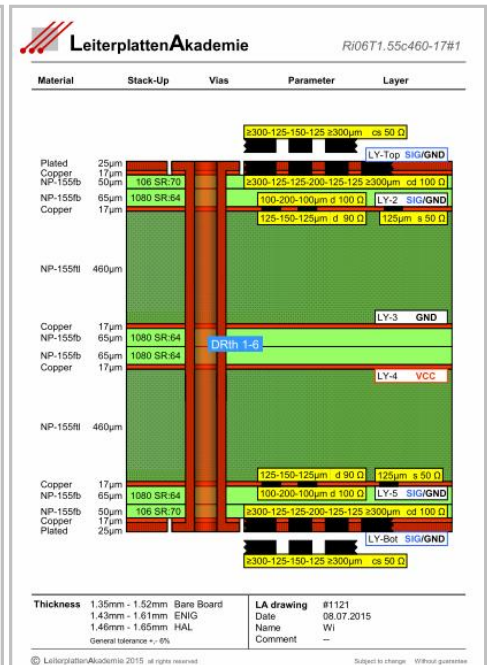 LeiterplattenAkademie
Ri06T1.55c460-17#1
Material Stack-Up Vias Parameter Layer
≥300-125-150-125 ≥300µm cs 50 Ω
LY-Top SIG/GND
Plated 25µm
Copper 17µm
NP-155fb 50µm 106 SR:70 ≥300-125-125-200-125-125 ≥300µm cd 100 Ω
NP-155fb 65µm 1080 SR:64 100-200-100µm d 100 Ω LY-2 SIG/GND
Copper 17µm
125-150-125µm d 90 Ω 125µm s 50 Ω
NP-155ftl 460µm
LY-3 GND
Copper 17µm
NP-155fb 65µm 1080 SR:64
DRth 1-6
NP-155fb 65µm 1080 SR:64
Copper 17µm
LY-4 VCC
NP-155ftl 460µm
125-150-125µm d 90 Ω 125µm s 50 Ω
Copper 17µm
NP-155fb 65µm 1080 SR:64 100-200-100µm d 100 Ω LY-5 SIG/GND
NP-155fb 50µm 106 SR:70 ≥300-125-125-200-125-125 ≥300µm cd 100 Ω
Copper 17µm
Plated 25µm
LY-Bot SIG/GND
≥300-125-150-125 ≥300µm cs 50 Ω
Thickness 1.35mm - 1.52mm Bare Board
1.43mm - 1.61mm ENIG
1.46mm - 1.65mm HAL
General tolerance +,- 6%
LA drawing #1121
Date 08.07.2015
Name Wi
Comment --
© LeiterplattenAkademie 2015 all rights reserved
Subject to change Without guarantee